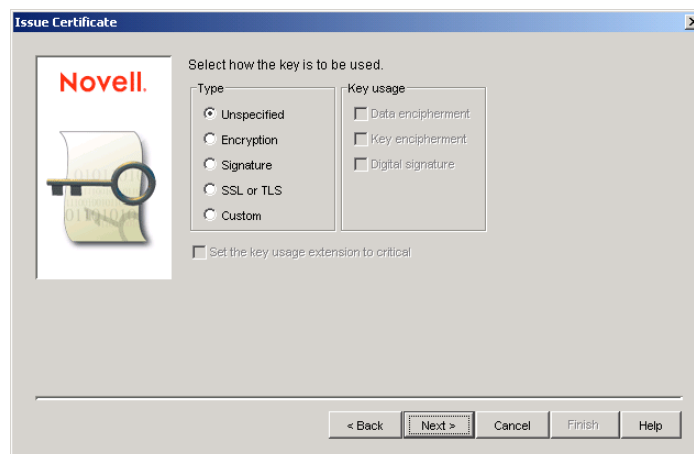 Issue Certificate
Novell.
Select how the key is to be used.
Type
Unspecified
Encryption
Signature
SSL or TLS
Custom
Key usage
Data encipherment
Key encipherment
Digital signature
Set the key usage extension to critical
< Back
Next >
Cancel
Finish
Help